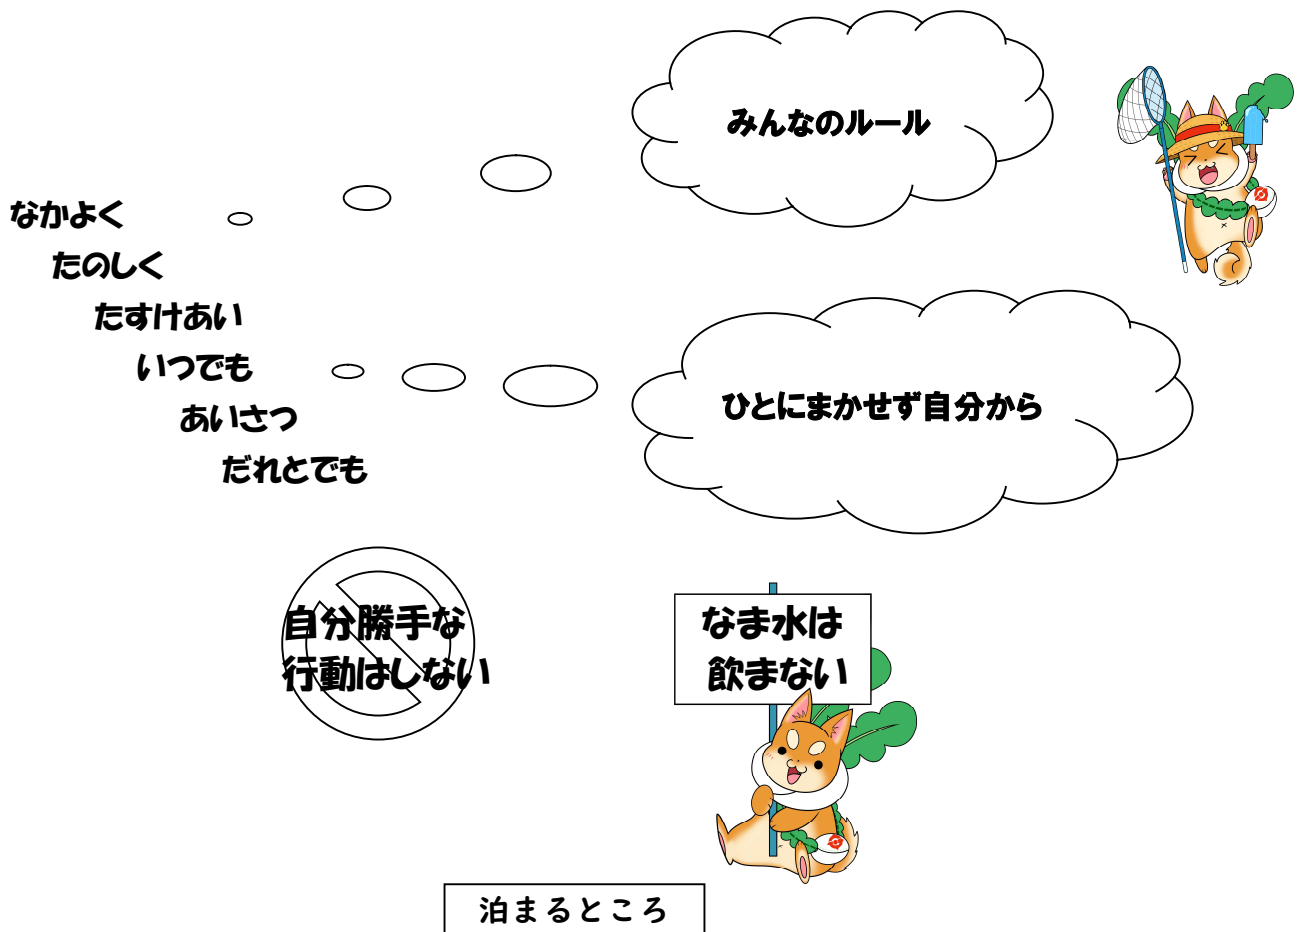 みんなのルール
なかよく
たのしく
たすけあい
いつでも
あいさつ
だれとでも
ひとにまかせず自分から
自分勝手な
行動はしない
なま水は
飲まない
泊まるところ